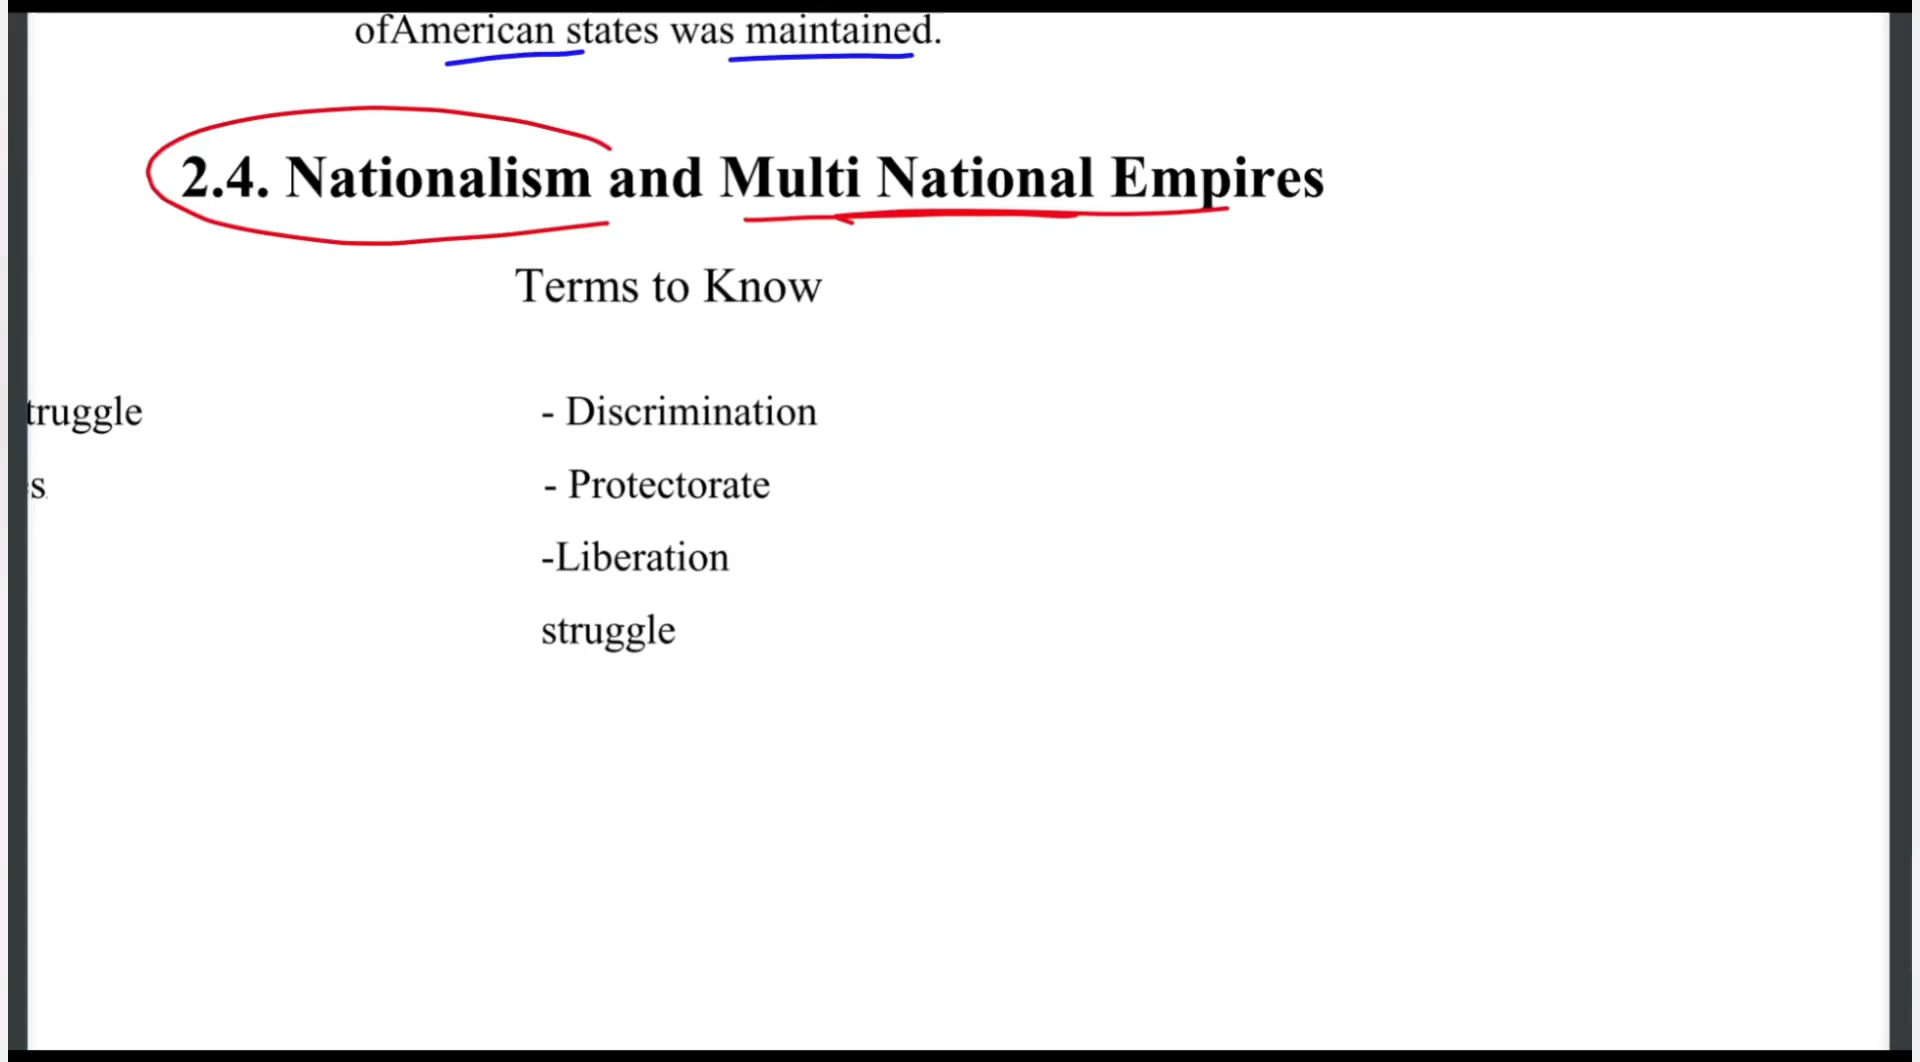 ofAmerican states was maintained.
2.4. Nationalism and Multi National Empires
Terms to Know
truggle
- Discrimination
s
- Protectorate
-Liberation
struggle